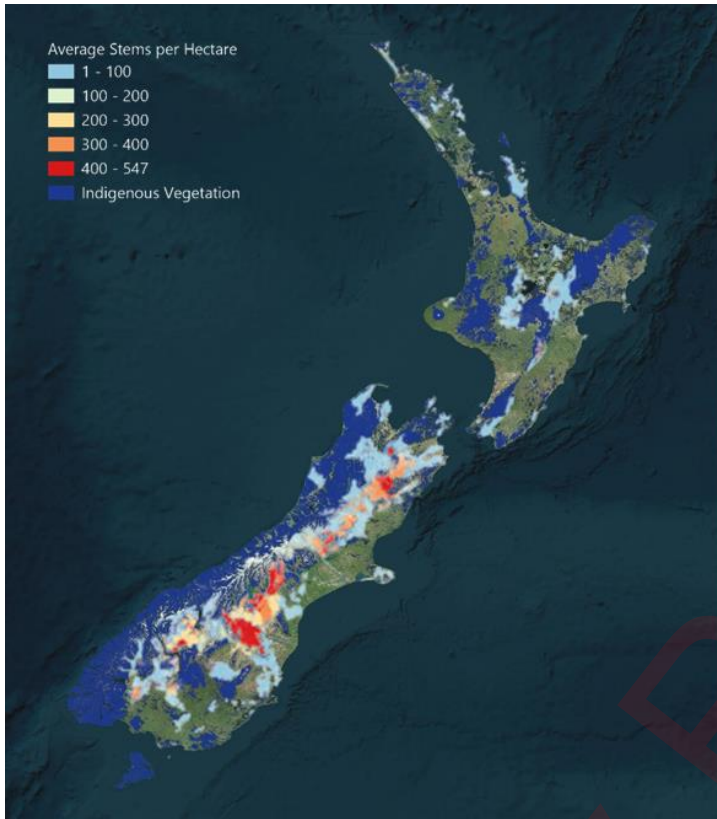 Average Stems per Hectare
1 - 100
100 - 200
200 - 300
300 - 400
400 - 547
Indigenous Vegetation